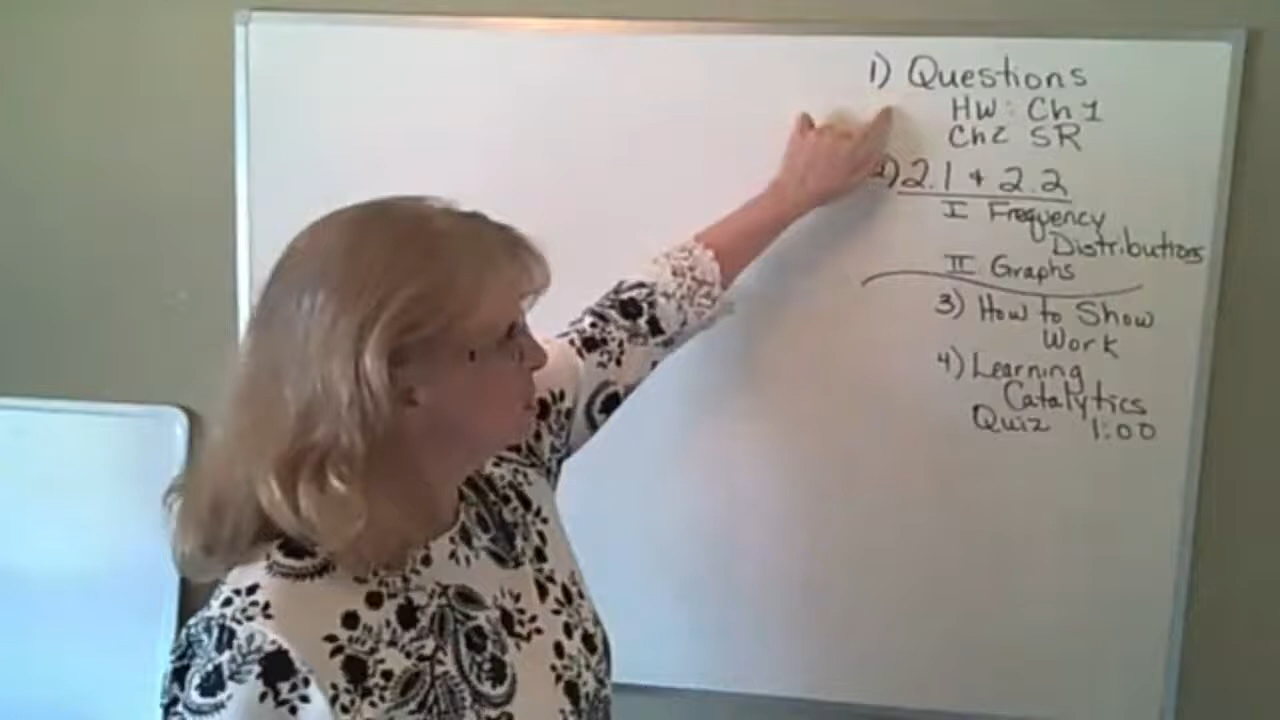 1) Questions
HW: Ch 1
Ch2 SR
2) 2.1 + 2.2
I Frequency
Distributions
II Graphs
3) How to Show
Work
4) Learning
Catalytics
Quiz 1:00